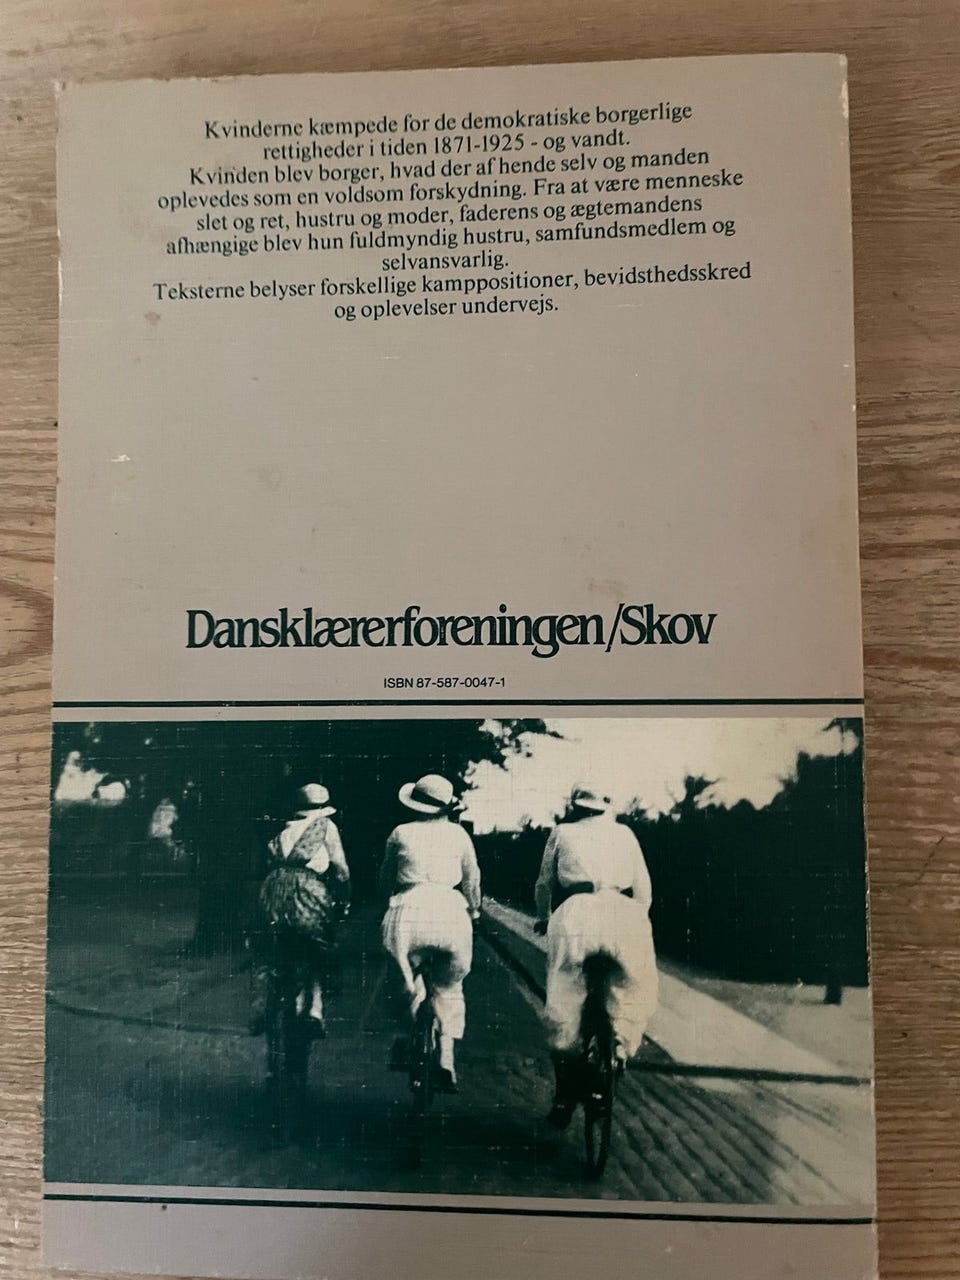 Kvinderne kæmpede for de demokratiske borgerlige
rettigheder i tiden 1871-1925 - og vandt.
Kvinden blev borger, hvad der af hende selv og manden
oplevedes som en voldsom forskydning. Fra at være menneske
slet og ret, hustru og moder, faderens og ægtemandens
afhængige blev hun fuldmyndig hustru, samfundsmedlem og
selvansvarlig.
Teksterne belyser forskellige kamppositioner, bevidsthedsskred
og oplevelser undervejs.
Dansklærerforeningen/Skov
ISBN 87-587-0047-1